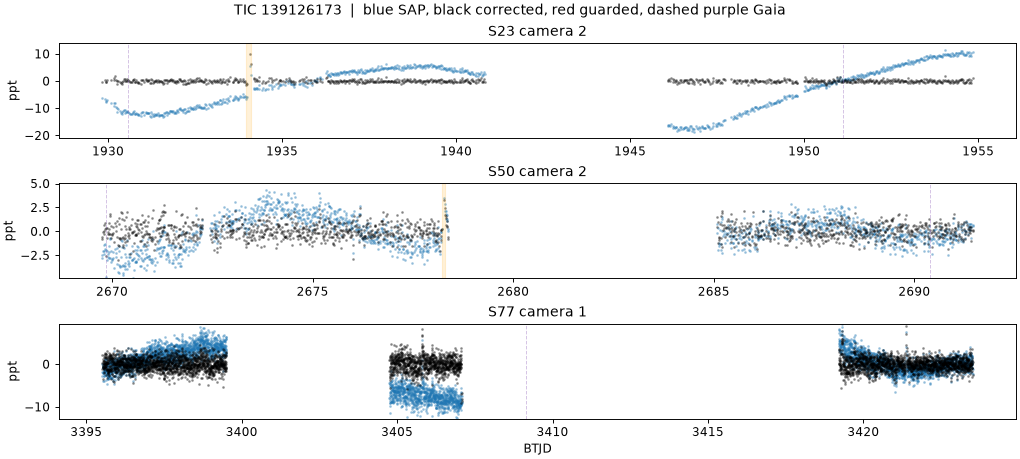 TIC 139126173 | blue SAP, black corrected, red guarded, dashed purple Gaia
S23 camera 2
ppt
10
0
−10
−20
1930 1935 1940 1945 1950 1955
S50 camera 2
ppt
5.0
2.5
0.0
−2.5
2670 2675 2680 2685 2690
S77 camera 1
ppt
0
−10
3395 3400 3405 3410 3415 3420
BTJD